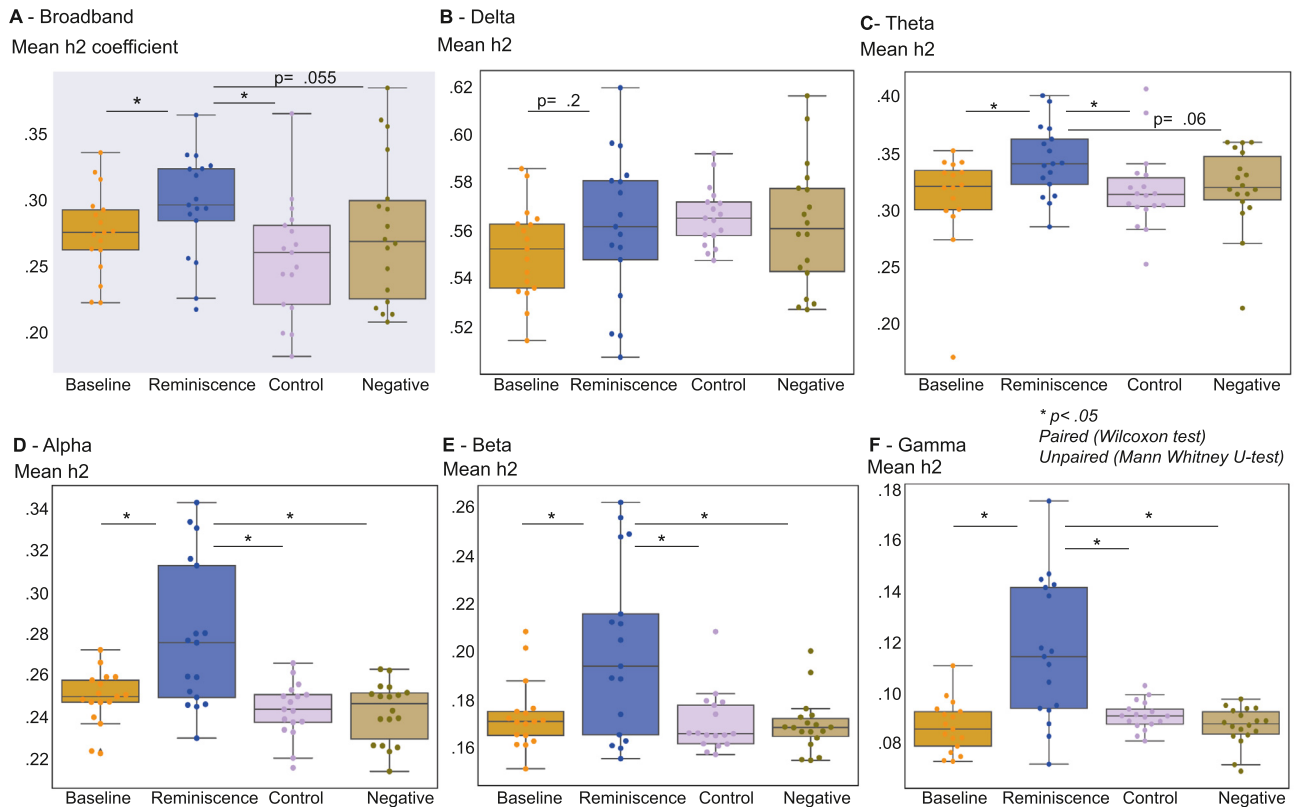 A - Broadband
Mean h2 coefficient
p= .055
*
*
.35
.30
.25
.20
Baseline Reminiscence Control Negative
B - Delta
Mean h2
p= .2
.62
.60
.58
.56
.54
.52
Baseline Reminiscence Control Negative
C- Theta
Mean h2
*
*
p= .06
.40
.35
.30
.25
.20
Baseline Reminiscence Control Negative
* p< .05
Paired (Wilcoxon test)
Unpaired (Mann Whitney U-test)
D - Alpha
Mean h2
*
*
*
.34
.32
.30
.28
.26
.24
.22
Baseline Reminiscence Control Negative
E - Beta
Mean h2
*
*
*
.26
.24
.22
.20
.18
.16
Baseline Reminiscence Control Negative
F - Gamma
Mean h2
*
*
*
.18
.16
.14
.12
.10
.08
Baseline Reminiscence Control Negative